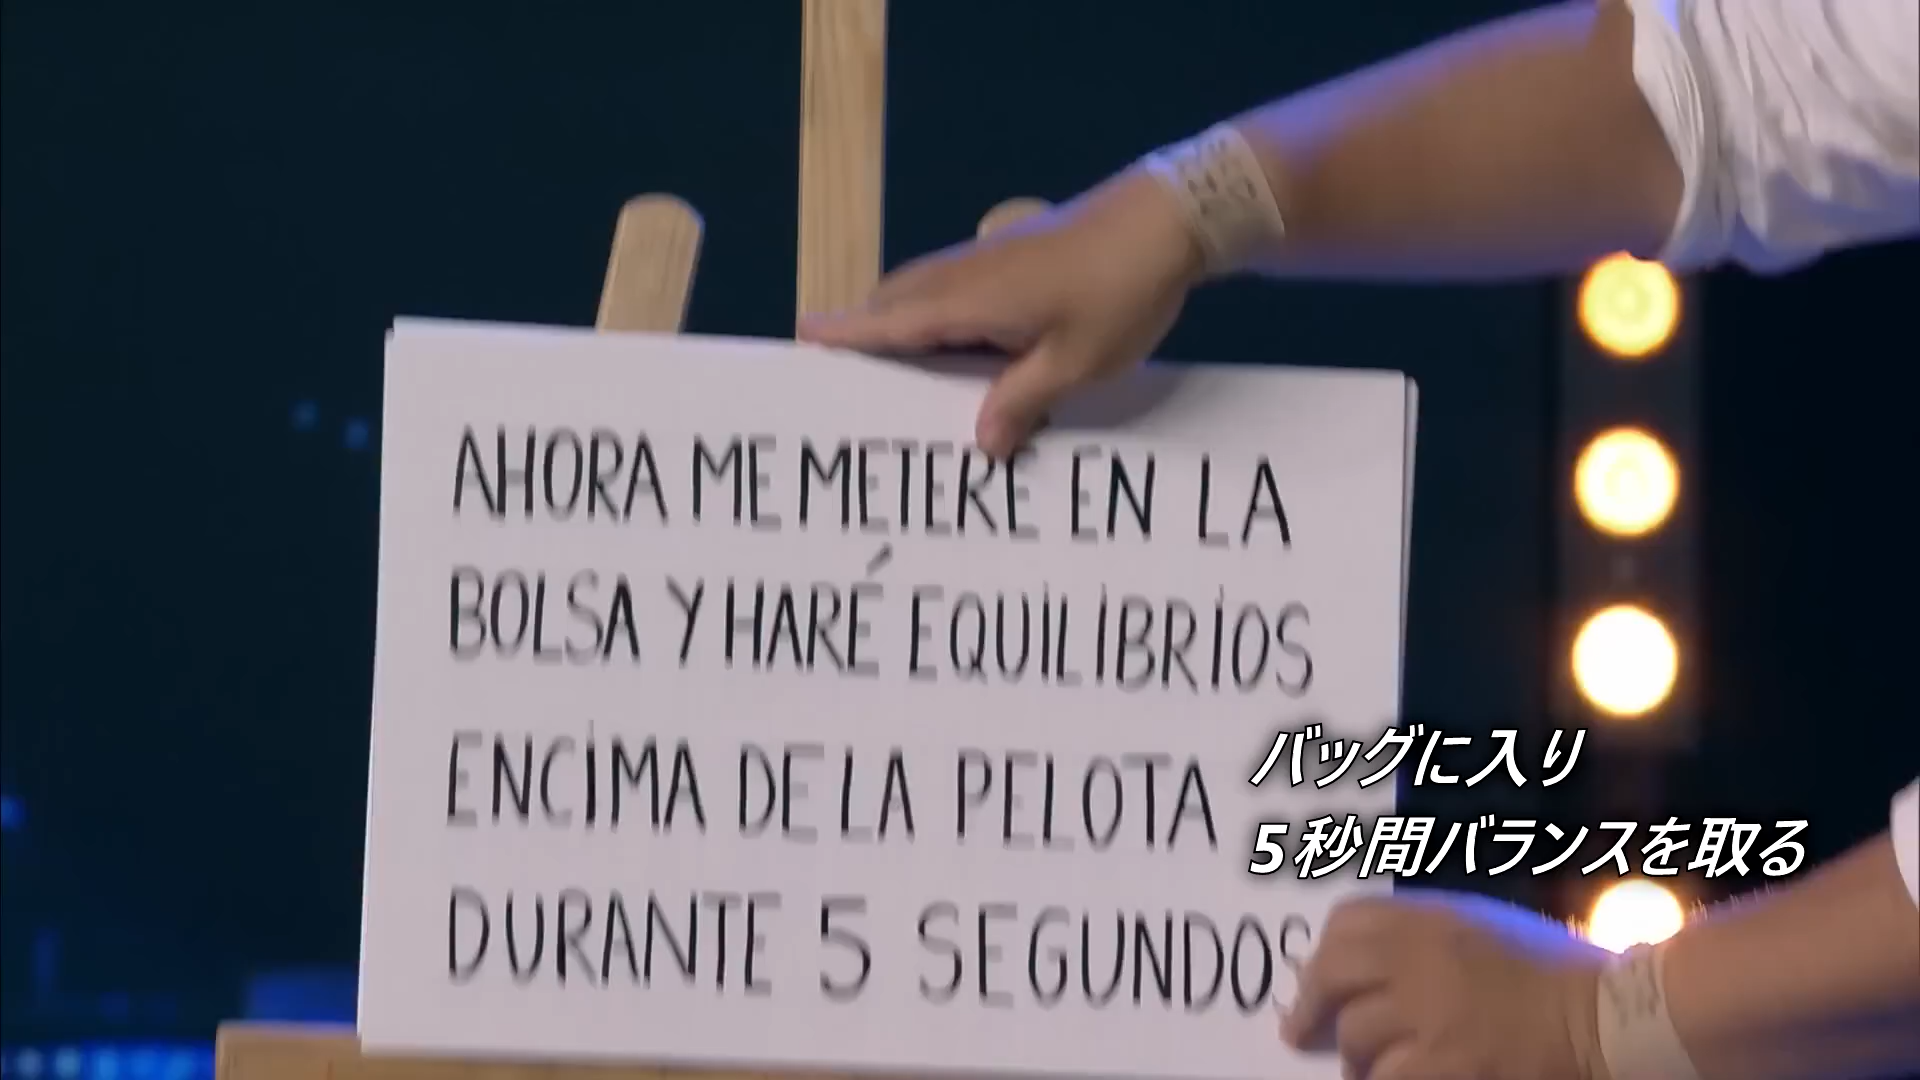 AHORA ME METERÉ EN LA
BOLSA Y HARÉ EQUILIBRIOS
ENCIMA DE LA PELOTA
DURANTE 5 SEGUNDOS
バッグに入り
5秒間バランスを取る